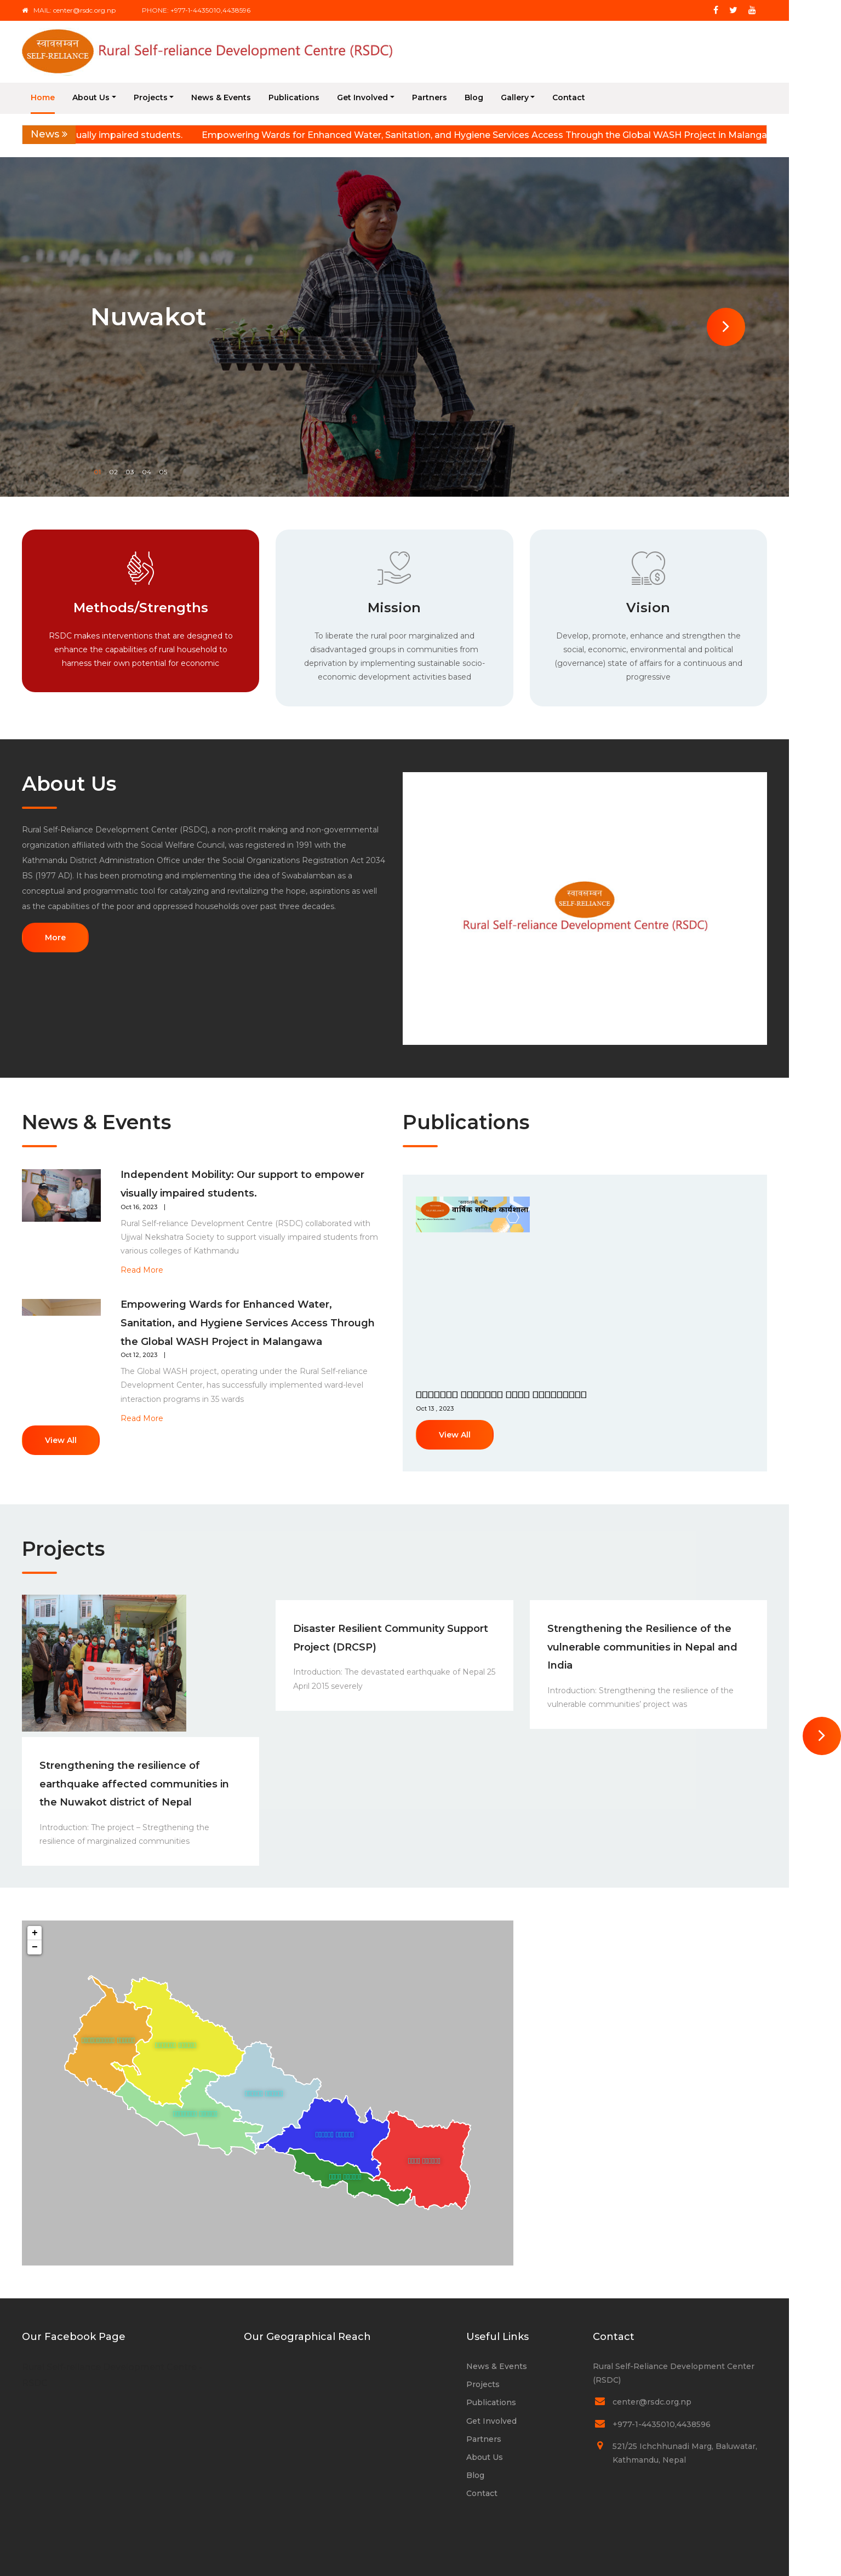 MAIL: center@rsdc.org.np PHONE: +977-1-4435010,4438596
स्वावलम्बन
SELF-RELIANCE
Rural Self-reliance Development Centre (RSDC)
Home About Us Projects News & Events Publications Get Involved Partners Blog Gallery Contact
News » ually impaired students. Empowering Wards for Enhanced Water, Sanitation, and Hygiene Services Access Through the Global WASH Project in Malanga
Nuwakot
02 03 04 05
Methods/Strengths
RSDC makes interventions that are designed to
enhance the capabilities of rural household to
harness their own potential for economic
Mission
To liberate the rural poor marginalized and
disadvantaged groups in communities from
deprivation by implementing sustainable socio-
economic development activities based
Vision
Develop, promote, enhance and strengthen the
social, economic, environmental and political
(governance) state of affairs for a continuous and
progressive
About Us
Rural Self-Reliance Development Center (RSDC), a non-profit making and non-governmental
organization affiliated with the Social Welfare Council, was registered in 1991 with the
Kathmandu District Administration Office under the Social Organizations Registration Act 2034
BS (1977 AD). It has been promoting and implementing the idea of Swabalamban as a
conceptual and programmatic tool for catalyzing and revitalizing the hope, aspirations as well
as the capabilities of the poor and oppressed households over past three decades.
More
स्वावलम्बन
SELF-RELIANCE
Rural Self-reliance Development Centre (RSDC)
News & Events
Independent Mobility: Our support to empower
visually impaired students.
Oct 16, 2023 |
Rural Self-reliance Development Centre (RSDC) collaborated with
Ujjwal Nekshatra Society to support visually impaired students from
various colleges of Kathmandu
Read More
Empowering Wards for Enhanced Water,
Sanitation, and Hygiene Services Access Through
the Global WASH Project in Malangawa
Oct 12, 2023 |
The Global WASH project, operating under the Rural Self-reliance
Development Center, has successfully implemented ward-level
interaction programs in 35 wards
Read More
View All
Publications
वार्षिक समिक्षा कार्यशाला
Oct 13 , 2023
View All
Projects
Strengthening the resilience of
earthquake affected communities in
the Nuwakot district of Nepal
Introduction: The project – Stregthening the
resilience of marginalized communities
Disaster Resilient Community Support
Project (DRCSP)
Introduction: The devastated earthquake of Nepal 25
April 2015 severely
Strengthening the Resilience of the
vulnerable communities in Nepal and
India
Introduction: Strengthening the resilience of the
vulnerable communities' project was
+
−
Our Facebook Page
Our Geographical Reach
Useful Links
News & Events
Projects
Publications
Get Involved
Partners
About Us
Blog
Contact
Contact
Rural Self-Reliance Development Center
(RSDC)
center@rsdc.org.np
+977-1-4435010,4438596
521/25 Ichchhunadi Marg, Baluwatar,
Kathmandu, Nepal